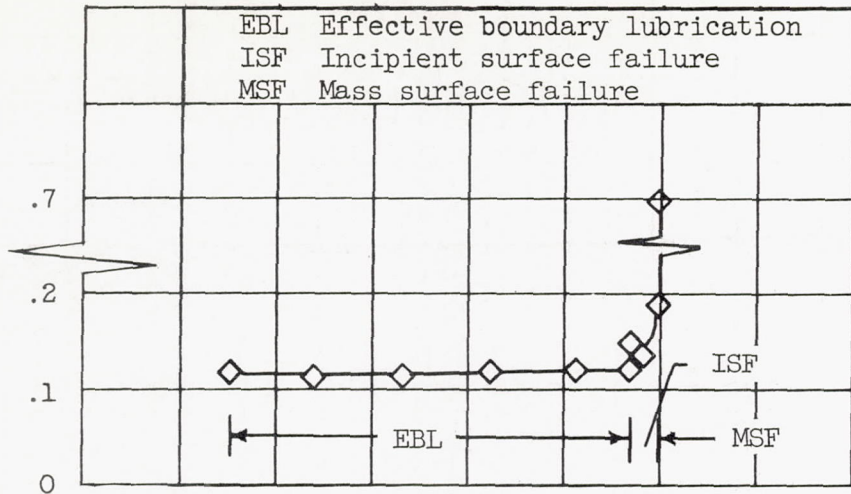 EBL Effective boundary lubrication
ISF Incipient surface failure
MSF Mass surface failure
.7
.2
.1
0
ISF
EBL
MSF